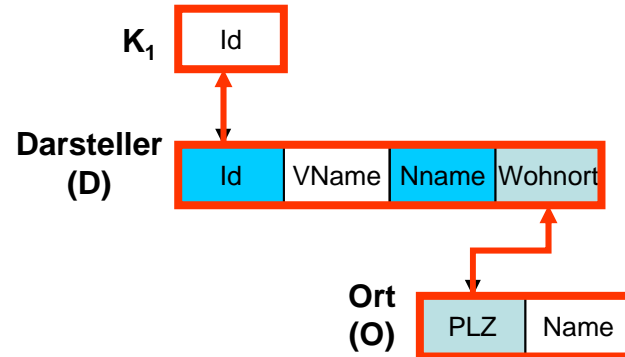 K₁ Id
Darsteller
(D)
Id VName Nname Wohnort
Ort
(O)
PLZ Name